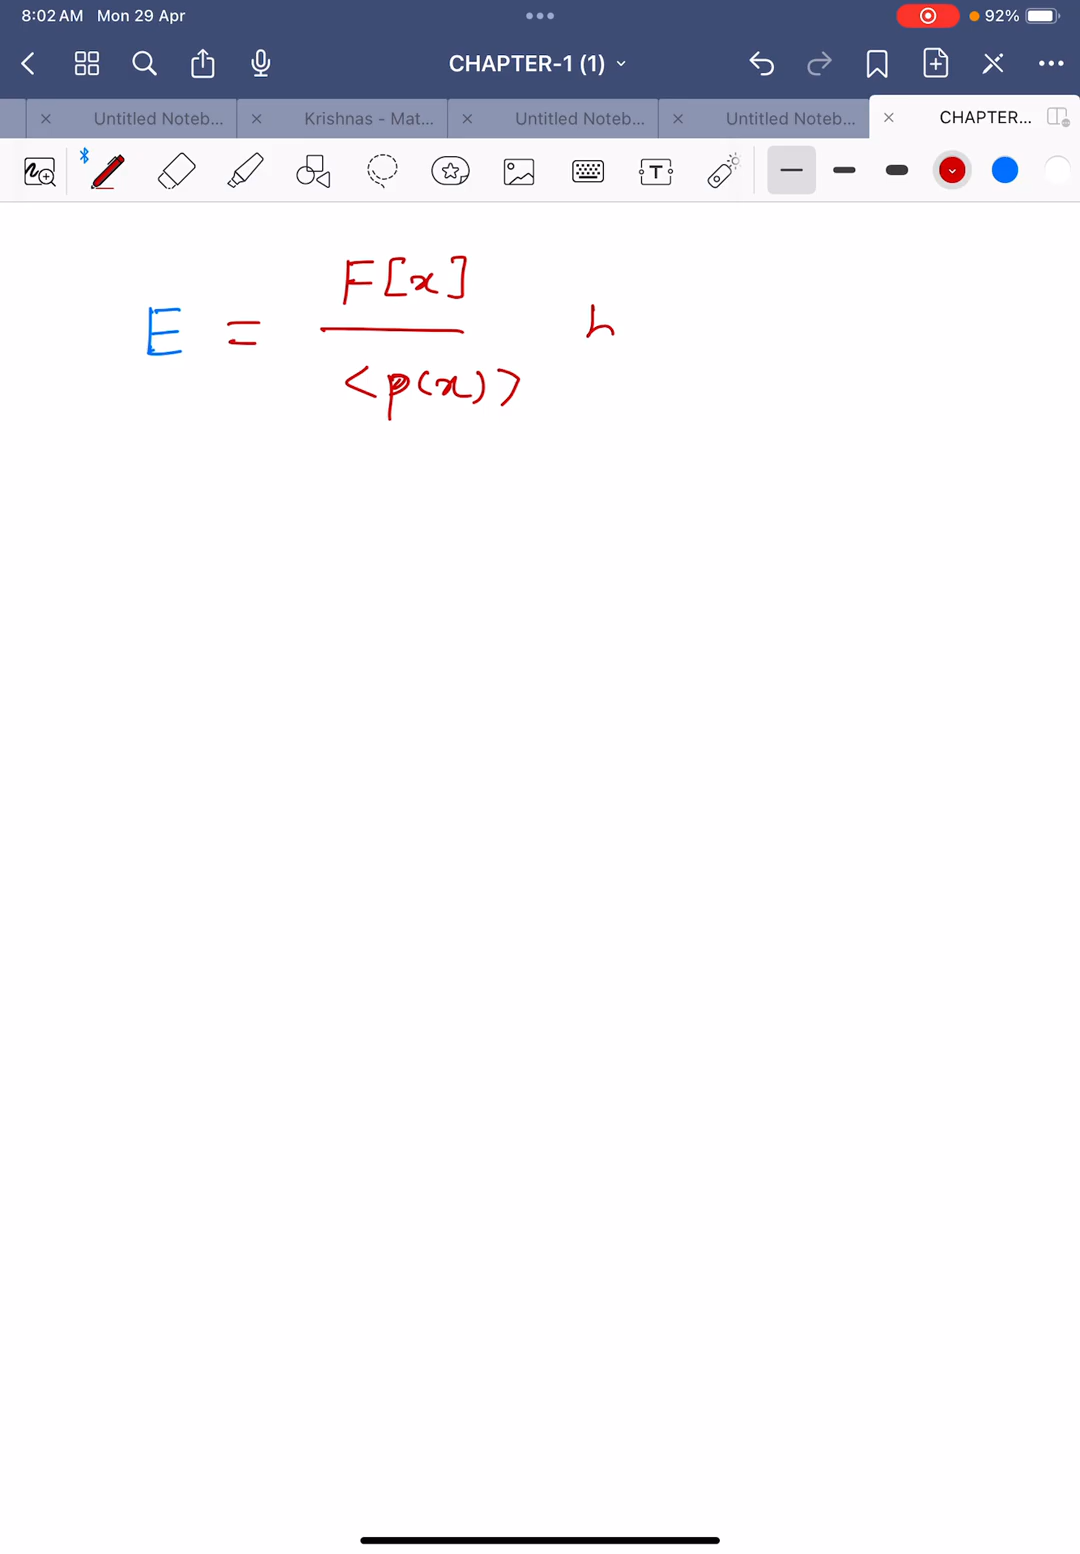 8:02 AM Mon 29 Apr 92%
CHAPTER-1 (1)
Untitled Noteb... Krishnas - Mat... Untitled Noteb... Untitled Noteb... CHAPTER...
T
E = F[x]
<p(x)>
h